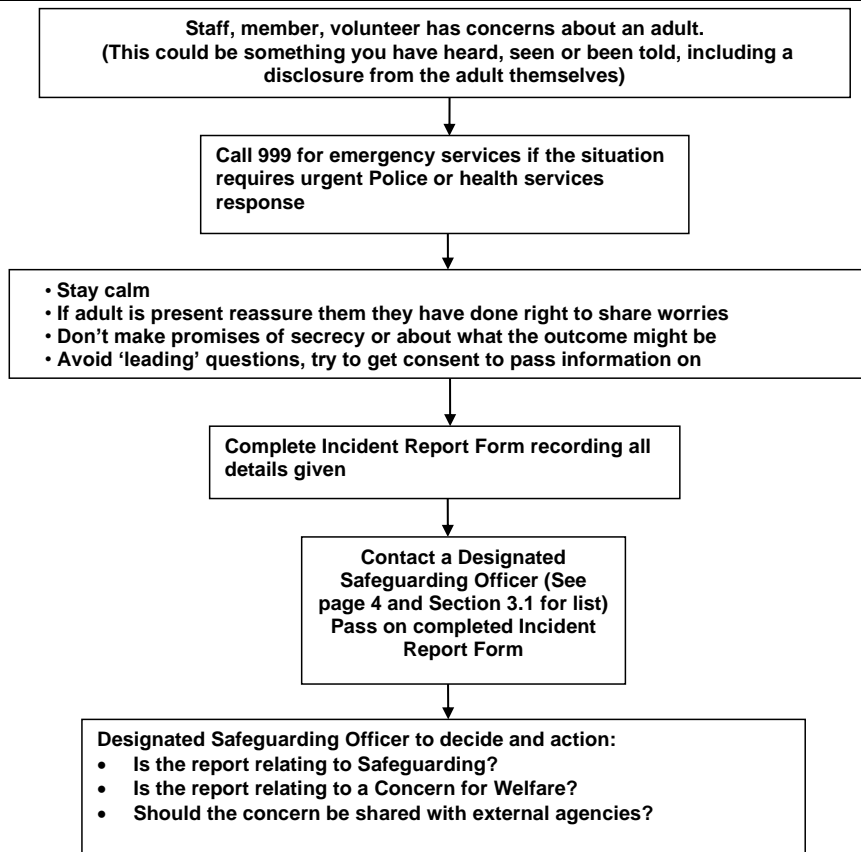 Staff, member, volunteer has concerns about an adult.
(This could be something you have heard, seen or been told, including a
disclosure from the adult themselves)
Call 999 for emergency services if the situation
requires urgent Police or health services
response
• Stay calm
• If adult is present reassure them they have done right to share worries
• Don’t make promises of secrecy or about what the outcome might be
• Avoid ‘leading’ questions, try to get consent to pass information on
Complete Incident Report Form recording all
details given
Contact a Designated
Safeguarding Officer (See
page 4 and Section 3.1 for list)
Pass on completed Incident
Report Form
Designated Safeguarding Officer to decide and action:
• Is the report relating to Safeguarding?
• Is the report relating to a Concern for Welfare?
• Should the concern be shared with external agencies?